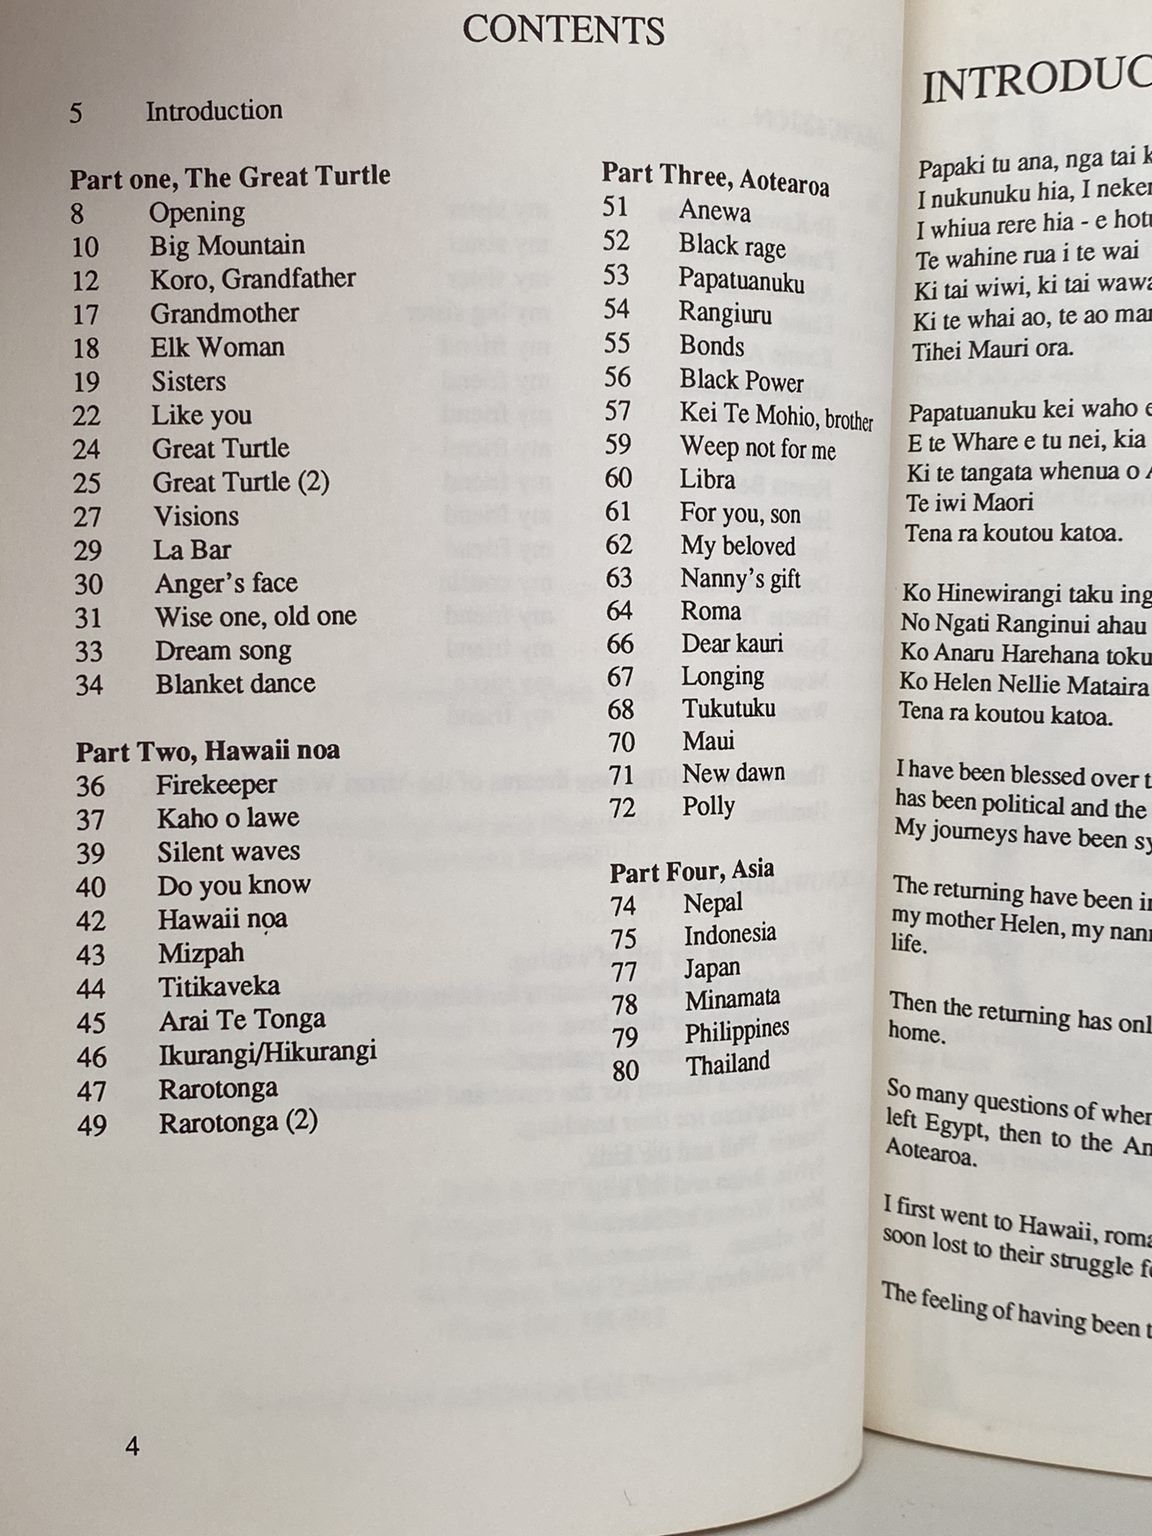 CONTENTS
5 Introduction
Part one, The Great Turtle
8 Opening
10 Big Mountain
12 Koro, Grandfather
17 Grandmother
18 Elk Woman
19 Sisters
22 Like you
24 Great Turtle
25 Great Turtle (2)
27 Visions
29 La Bar
30 Anger's face
31 Wise one, old one
33 Dream song
34 Blanket dance
Part Two, Hawaii noa
36 Firekeeper
37 Kaho o lawe
39 Silent waves
40 Do you know
42 Hawaii noa
43 Mizpah
44 Titikaveka
45 Arai Te Tonga
46 Ikurangi/Hikurangi
47 Rarotonga
49 Rarotonga (2)
Part Three, Aotearoa
51 Anewa
52 Black rage
53 Papatuanuku
54 Rangiuru
55 Bonds
56 Black Power
57 Kei Te Mohio, brother
59 Weep not for me
60 Libra
61 For you, son
62 My beloved
63 Nanny's gift
64 Roma
66 Dear kauri
67 Longing
68 Tukutuku
70 Maui
71 New dawn
72 Polly
Part Four, Asia
74 Nepal
75 Indonesia
77 Japan
78 Minamata
79 Philippines
80 Thailand
4
INTRODUC
Papaki tu ana, nga tai
I nukunuku hia, I neker
I whiua rere hia - e hotu
Te wahine rua i te wai
Ki tai wiwi, ki tai wawa
Ki te whai ao, te ao mar
Tihei Mauri ora.
Papatuanuku kei waho e
E te Whare e tu nei, kia
Ki te tangata whenua o
Te iwi Maori
Tena ra koutou katoa.
Ko Hinewirangi taku ing
No Ngati Ranginui ahau
Ko Anaru Harehana toku
Ko Helen Nellie Mataira
Tena ra koutou katoa.
I have been blessed over t
has been political and the
My journeys have been sy
The returning have been in
my mother Helen, my nann
life.
Then the returning has onl
home.
So many questions of wher
left Egypt, then to the An
Aotearoa.
I first went to Hawaii, roma
soon lost to their struggle fo
The feeling of having been t